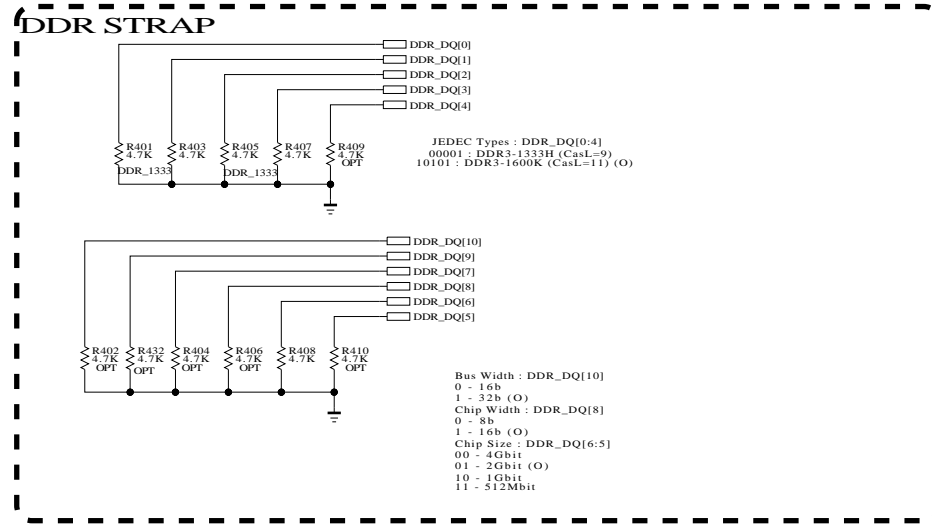 DDR STRAP
DDR_DQ[0]
DDR_DQ[1]
DDR_DQ[2]
DDR_DQ[3]
DDR_DQ[4]
R401
4.7K
DDR_1333
R403
4.7K
R405
4.7K
DDR_1333
R407
4.7K
R409
4.7K
OPT
JEDEC Types : DDR_DQ[0:4]
00001 : DDR3-1333H (CasL=9)
10101 : DDR3-1600K (CasL=11) (O)
DDR_DQ[10]
DDR_DQ[9]
DDR_DQ[7]
DDR_DQ[8]
DDR_DQ[6]
DDR_DQ[5]
R402
4.7K
OPT
R432
4.7K
OPT
R404
4.7K
OPT
R406
4.7K
OPT
R408
4.7K
R410
4.7K
OPT
Bus Width : DDR_DQ[10]
0 - 16b
1 - 32b (O)
Chip Width : DDR_DQ[8]
0 - 8b
1 - 16b (O)
Chip Size : DDR_DQ[6:5]
00 - 4Gbit
01 - 2Gbit (O)
10 - 1Gbit
11 - 512Mbit